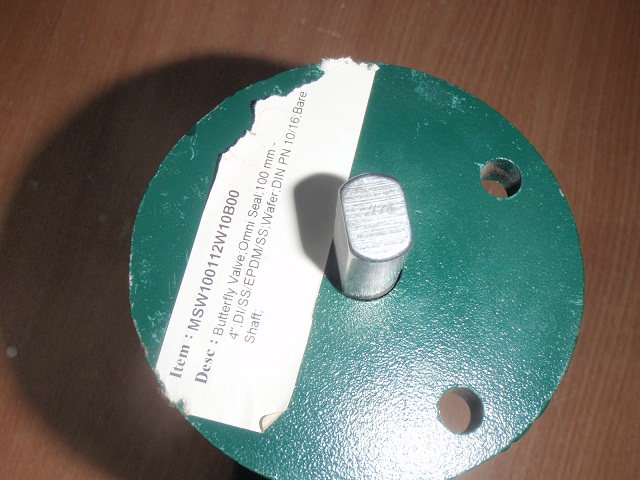 Item : MSW100112W10B00
Desc : Butterfly Valve;Omni Seal;100 mm -
4",DI/SS/EPDM/SS,Wafer;DIN PN 10/16;Bare
Shaft;